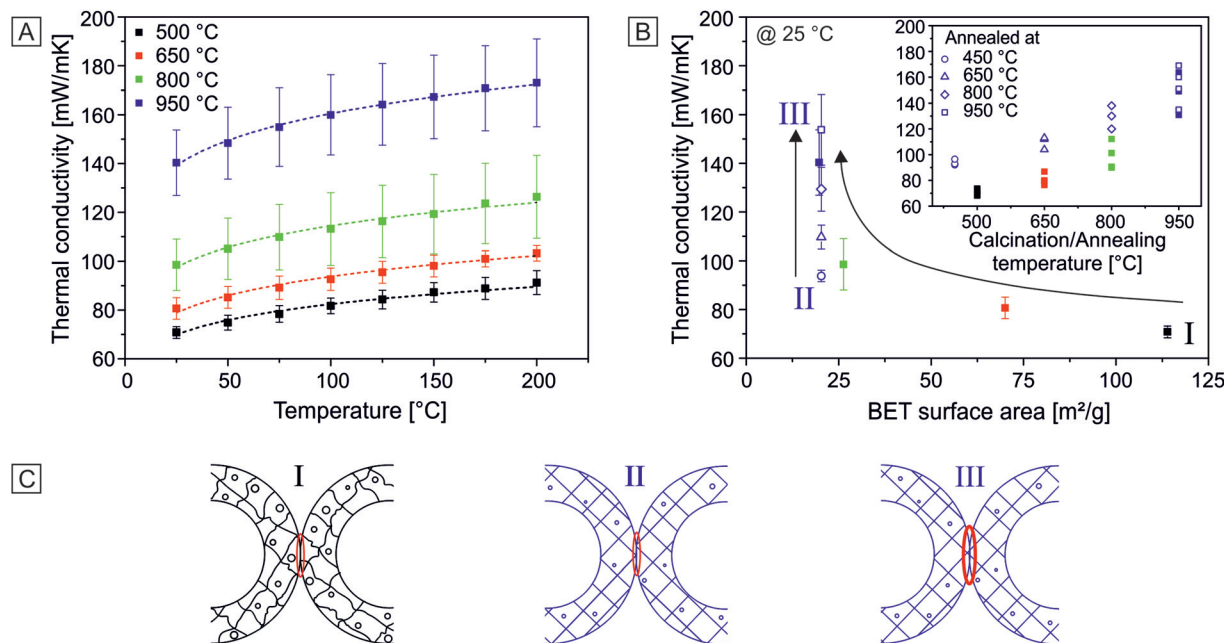 A
Thermal conductivity [mW/mK]
200
180
160
140
120
100
80
60
500 °C
650 °C
800 °C
950 °C
0
50
100
150
200
Temperature [°C]
B
Thermal conductivity [mW/mK]
200
180
160
140
120
100
80
60
@ 25 °C
III
II
I
0
25
50
75
100
125
BET surface area [m²/g]
Annealed at
450 °C
650 °C
800 °C
950 °C
200
180
160
140
120
100
80
60
500
650
800
950
Calcination/Annealing
temperature [°C]
C
I
II
III